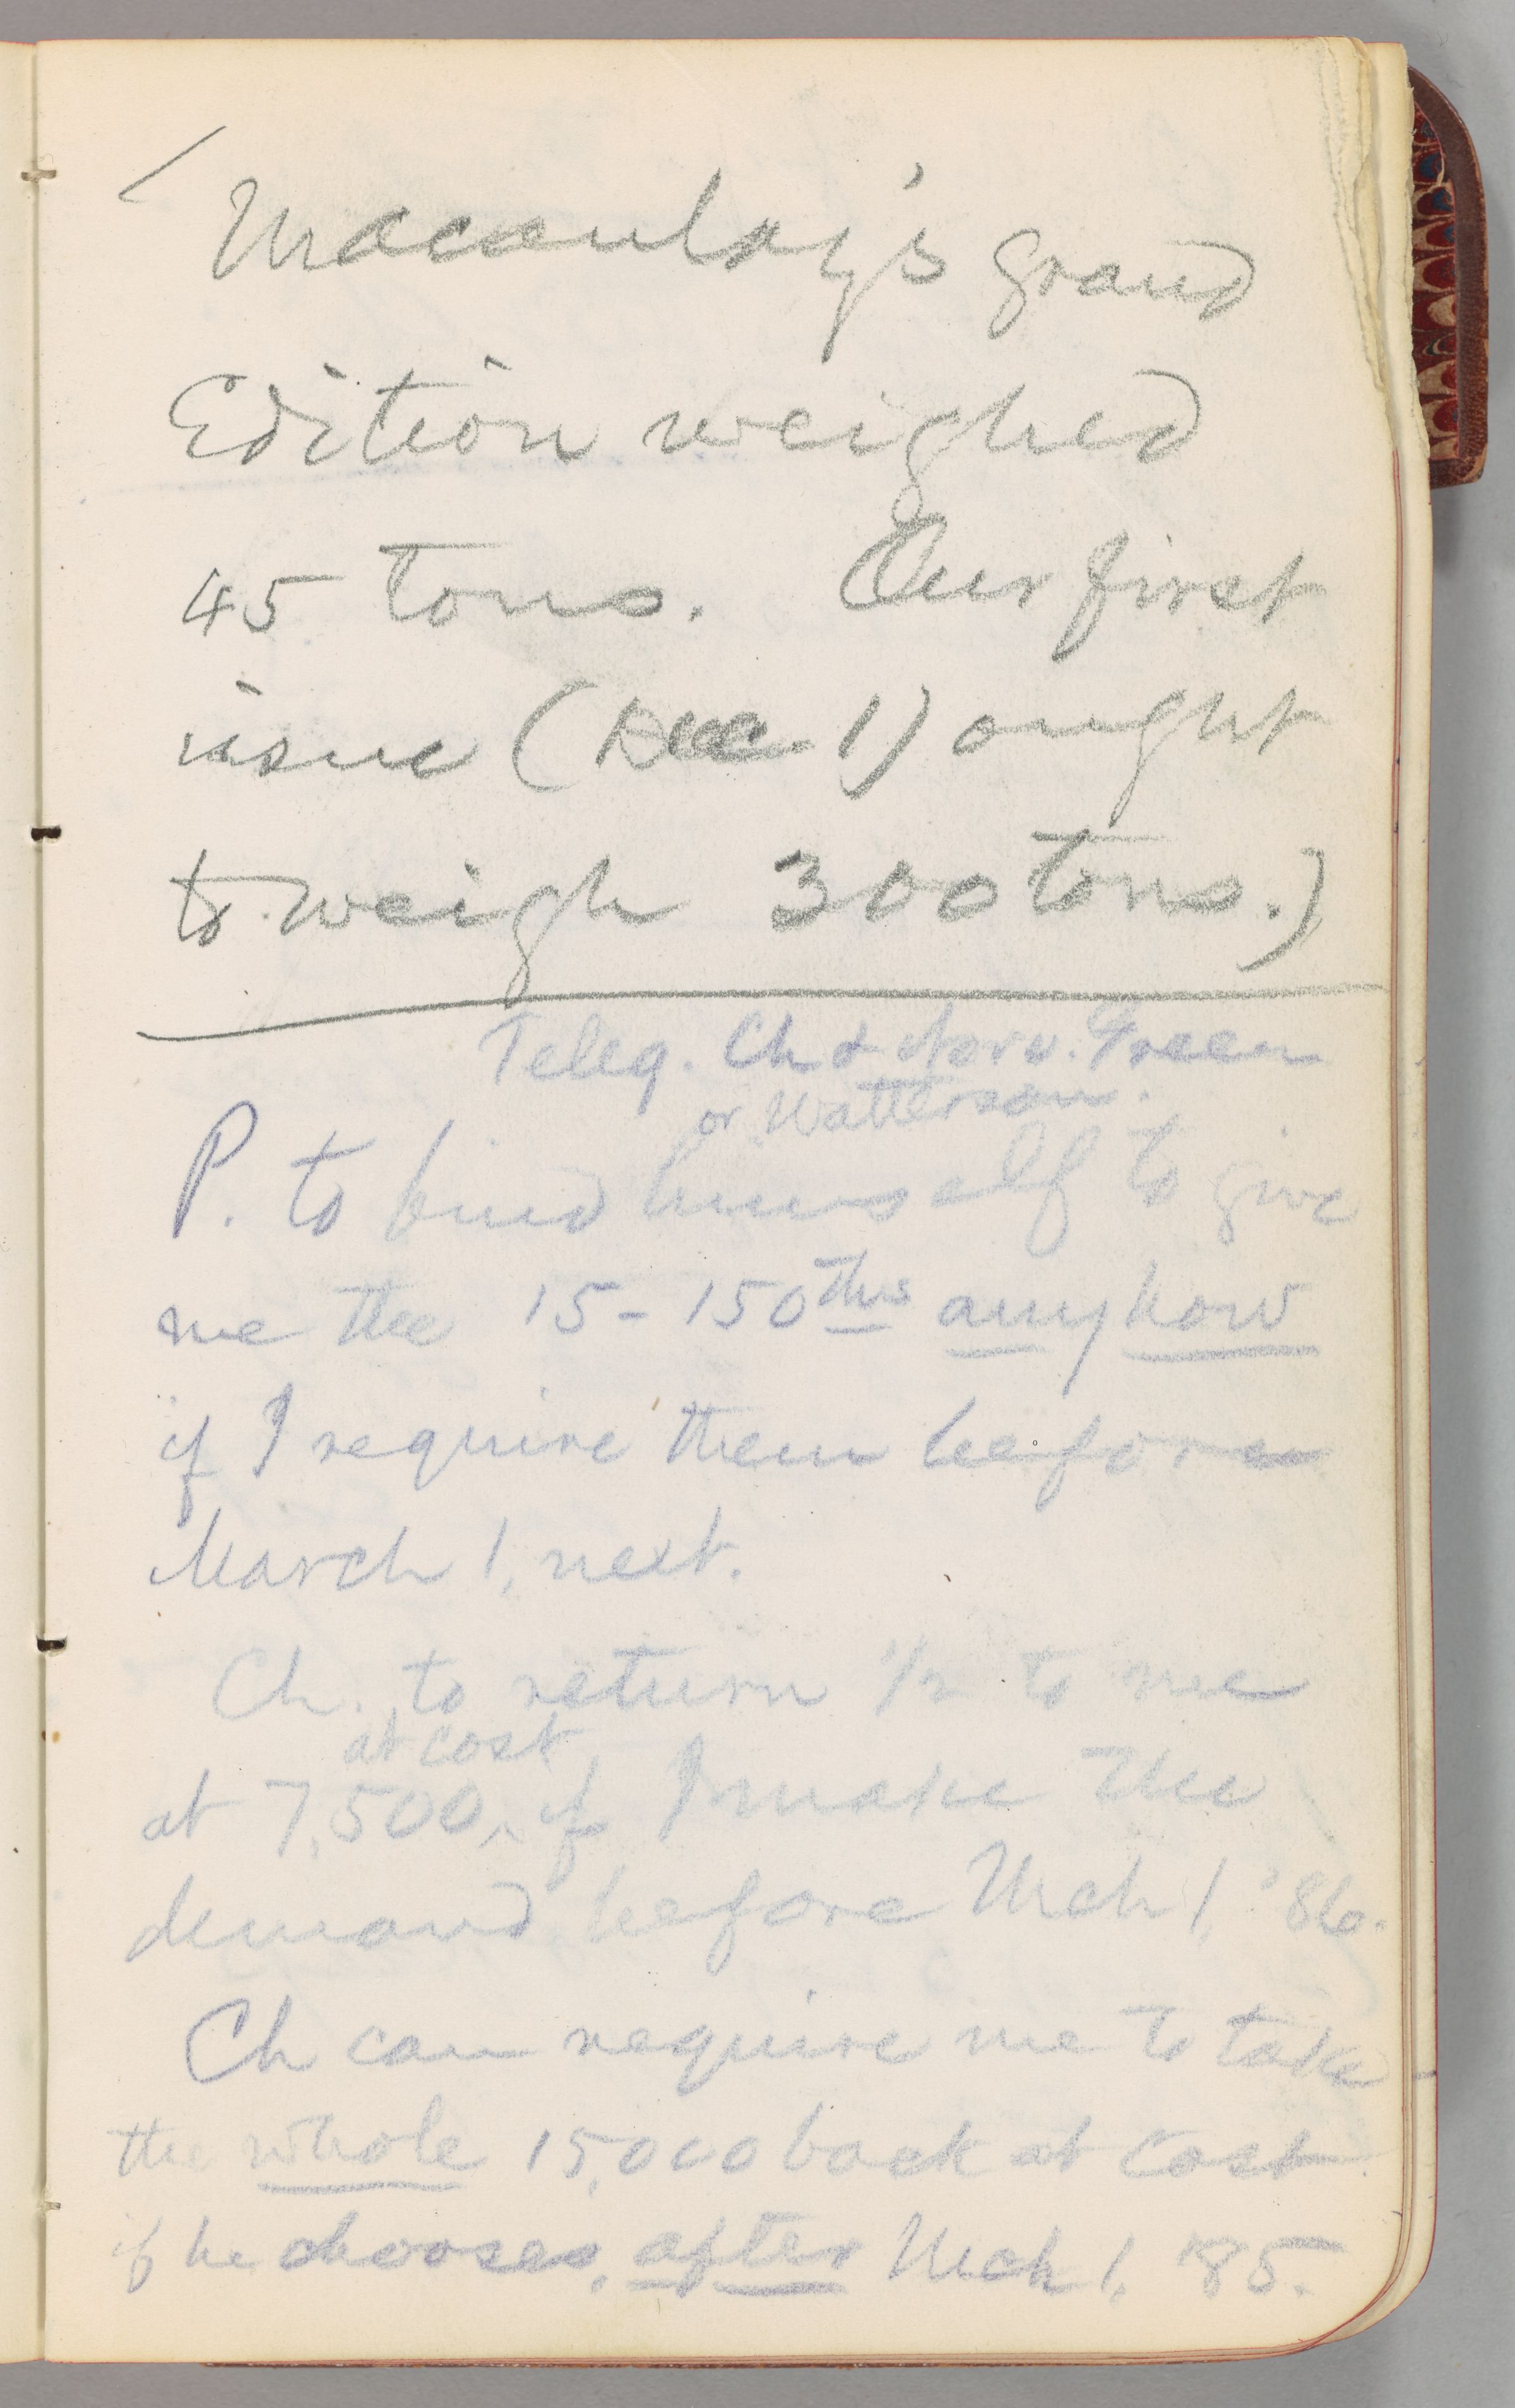 Macaulay's grand
Edition weighed
45 tons. Our first
issue (Dec. 1) ought
to weigh 300 tons.)
Teleg. Ch & Norv. Green
or Watterson.
P. to bind himself to give
me the 15-150ths anyhow
if I require them before
March 1, next.
Ch. to return 1/2 to me
at cost
at 7,500, if I make the
demand before Mch 1, '86.
Ch can require me to take
the whole 15,000 back at cost
if he chooses, after Mch 1, '85.